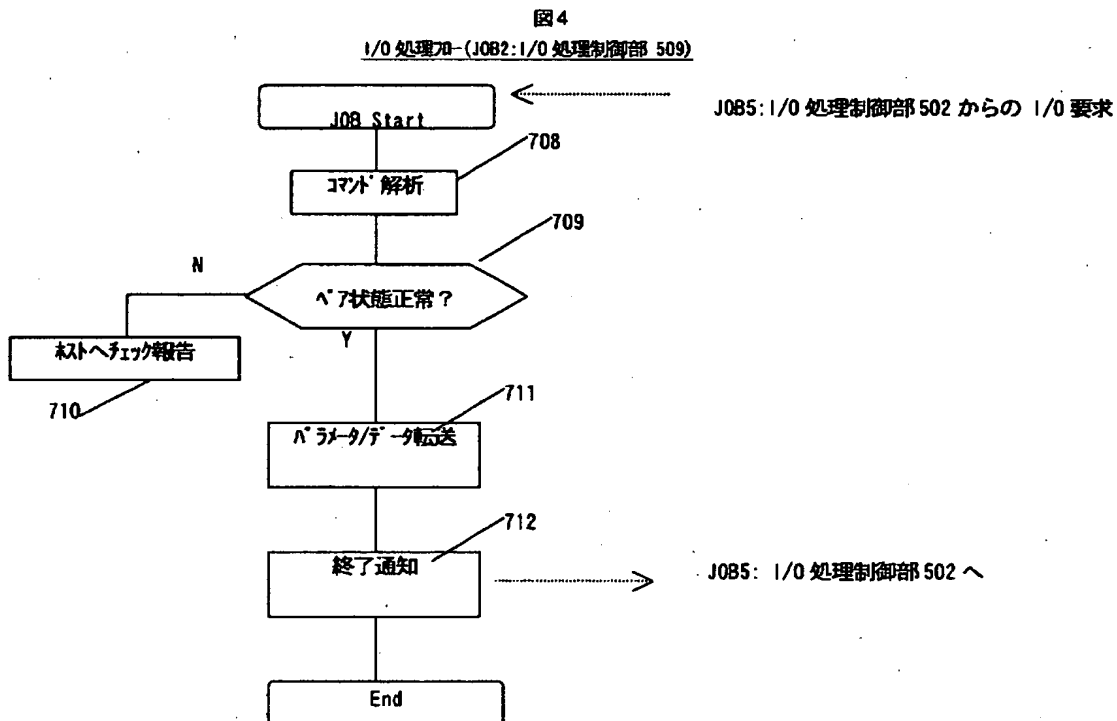 図4
I/O 処理フロー(JOB2:I/O 処理制御部 509)
JOB5:I/O 処理制御部 502 からの I/O 要求
JOB Start
708
コマンド 解析
709
N
ペア状態正常?
Y
ホストへチェック報告
710
711
パラメータ/データ転送
712
終了通知
JOB5: I/O 処理制御部 502 へ
End